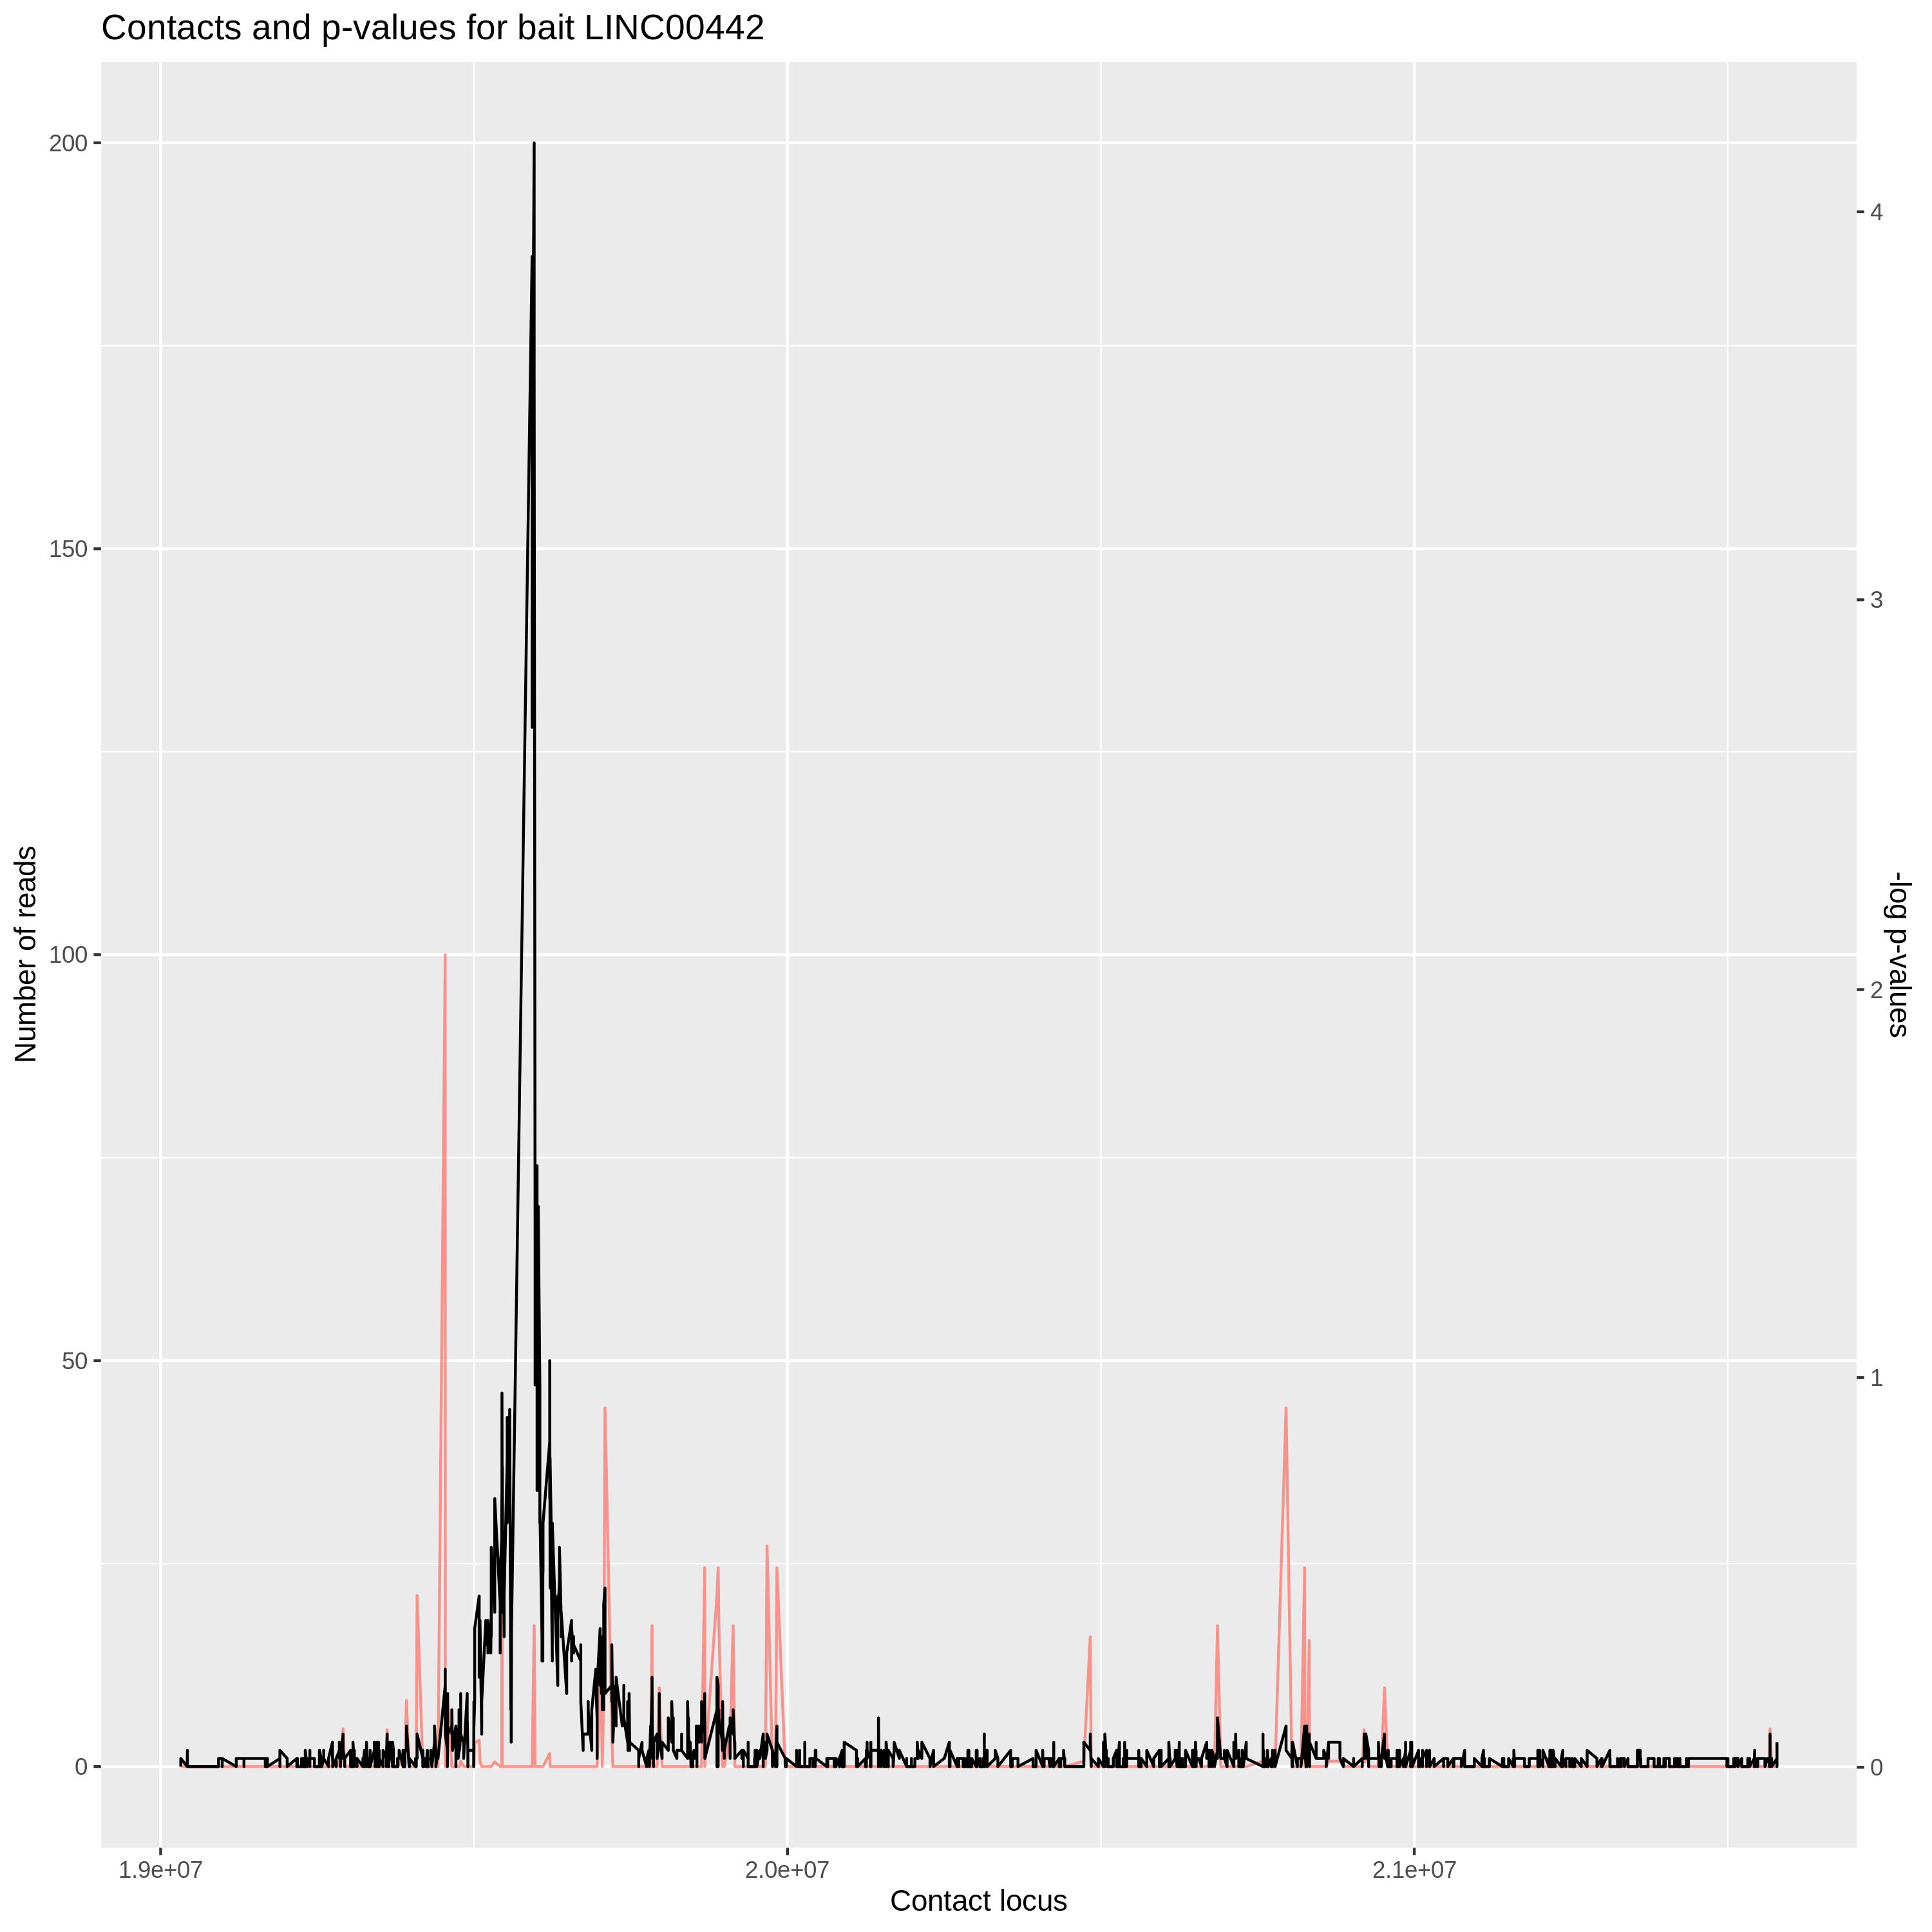 Contacts and p-values for bait LINC00442
200
150
100
50
0
4
3
2
1
0
Number of reads
-log p-values
1.9e+07
2.0e+07
2.1e+07
Contact locus